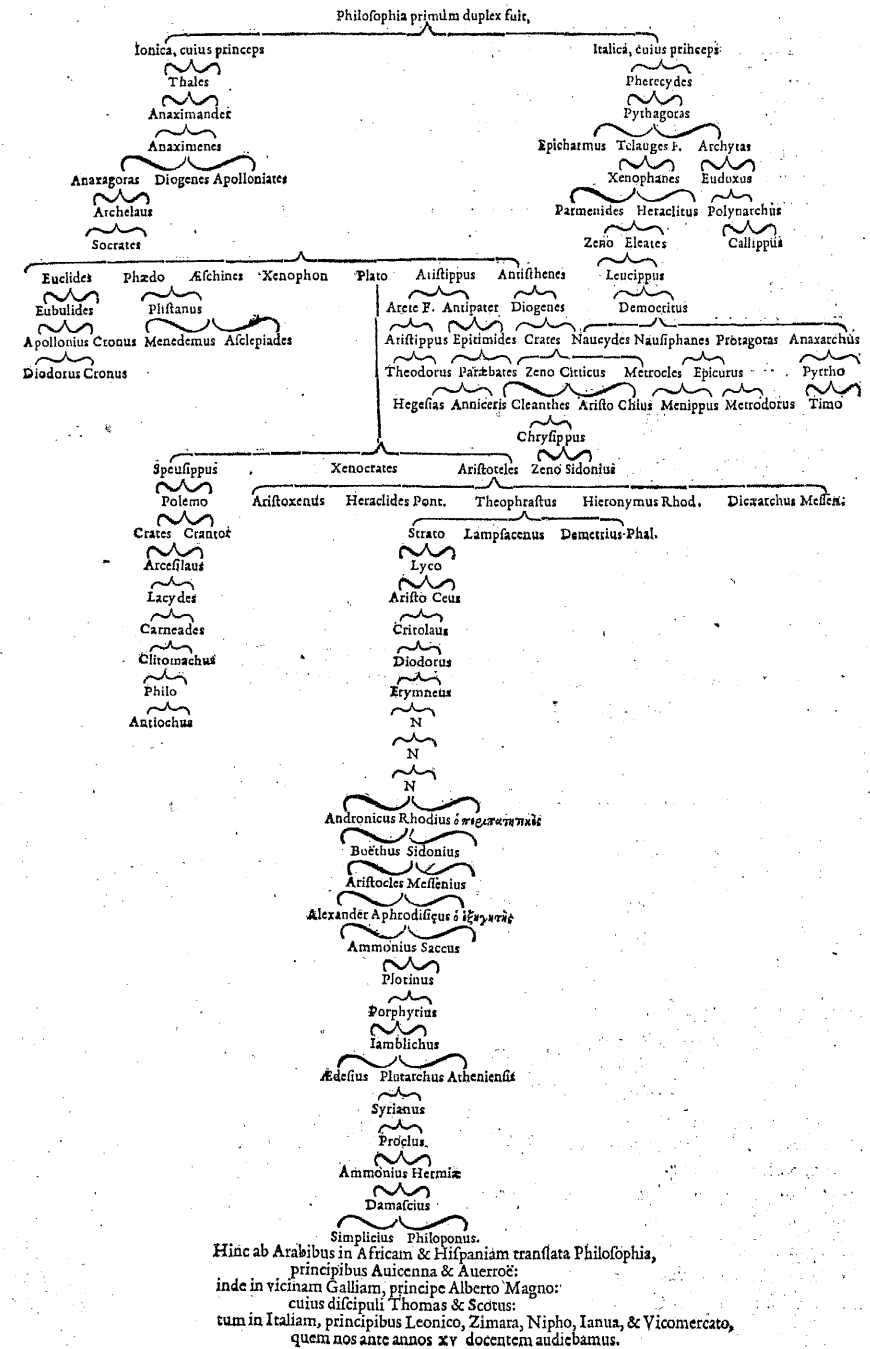 Philoſophia primùm duplex fuit,
Ionica, cuius princeps Italica, cuius princeps
Thales Pherecydes
Anaximander Pythagoras
Anaximenes Epicharmus Telauges F. Archytas
Anaxagoras Diogenes Apolloniates Xenophanes Eudoxus
Archelaus Parmenides Heraclitus Polynarchus
Socrates Zeno Eleates Callippus
Euclides Phædo Æſchines Xenophon Plato Ariſtippus Antiſthenes Leucippus
Eubulides Pliſtanus Arete F. Antipater Diogenes Democritus
Apollonius Cronus Menedemus Aſclepiades Ariſtippus Epitimides Crates Naucydes Nauſiphanes Protagoras Anaxarchus
Diodorus Cronus Theodorus Paræbates Zeno Citticus Metrocles Epicurus Pyrrho
Hegeſias Anniceris Cleanthes Ariſto Chius Menippus Metrodorus Timo
Chryſippus
Speuſippus Xenocrates Ariſtoteles Zeno Sidonius
Polemo Ariſtoxenus Heraclides Pont. Theophraſtus Hieronymus Rhod. Dicæarchus Meſſen.
Crates Crantor Strato Lampſacenus Demetrius Phal.
Arceſilaus Lyco
Lacydes Ariſto Ceus
Carneades Critolaus
Clitomachus Diodorus
Philo Erymneus
Antiochus N
N
N
Andronicus Rhodius ὁ περιπατητικὸς
Boëthus Sidonius
Ariſtocles Meſſenius
Alexander Aphrodiſięus ὁ ἐξηγητὴς
Ammonius Saccus
Plotinus
Porphyrius
Iamblichus
Ædeſius Plutarchus Athenienſis
Syrianus
Proclus.
Ammonius Hermiæ
Damaſcius
Simplicius Philoponus.
Hinc ab Arabibus in Africam & Hiſpaniam tranſlata Philoſophia,
principibus Auicenna & Auerroë:
inde in vicinam Galliam, principe Alberto Magno:
cuius diſcipuli Thomas & Scotus:
tum in Italiam, principibus Leonico, Zimara, Nipho, Ianua, & Vicomercato,
quem nos ante annos xv docentem audiebamus.